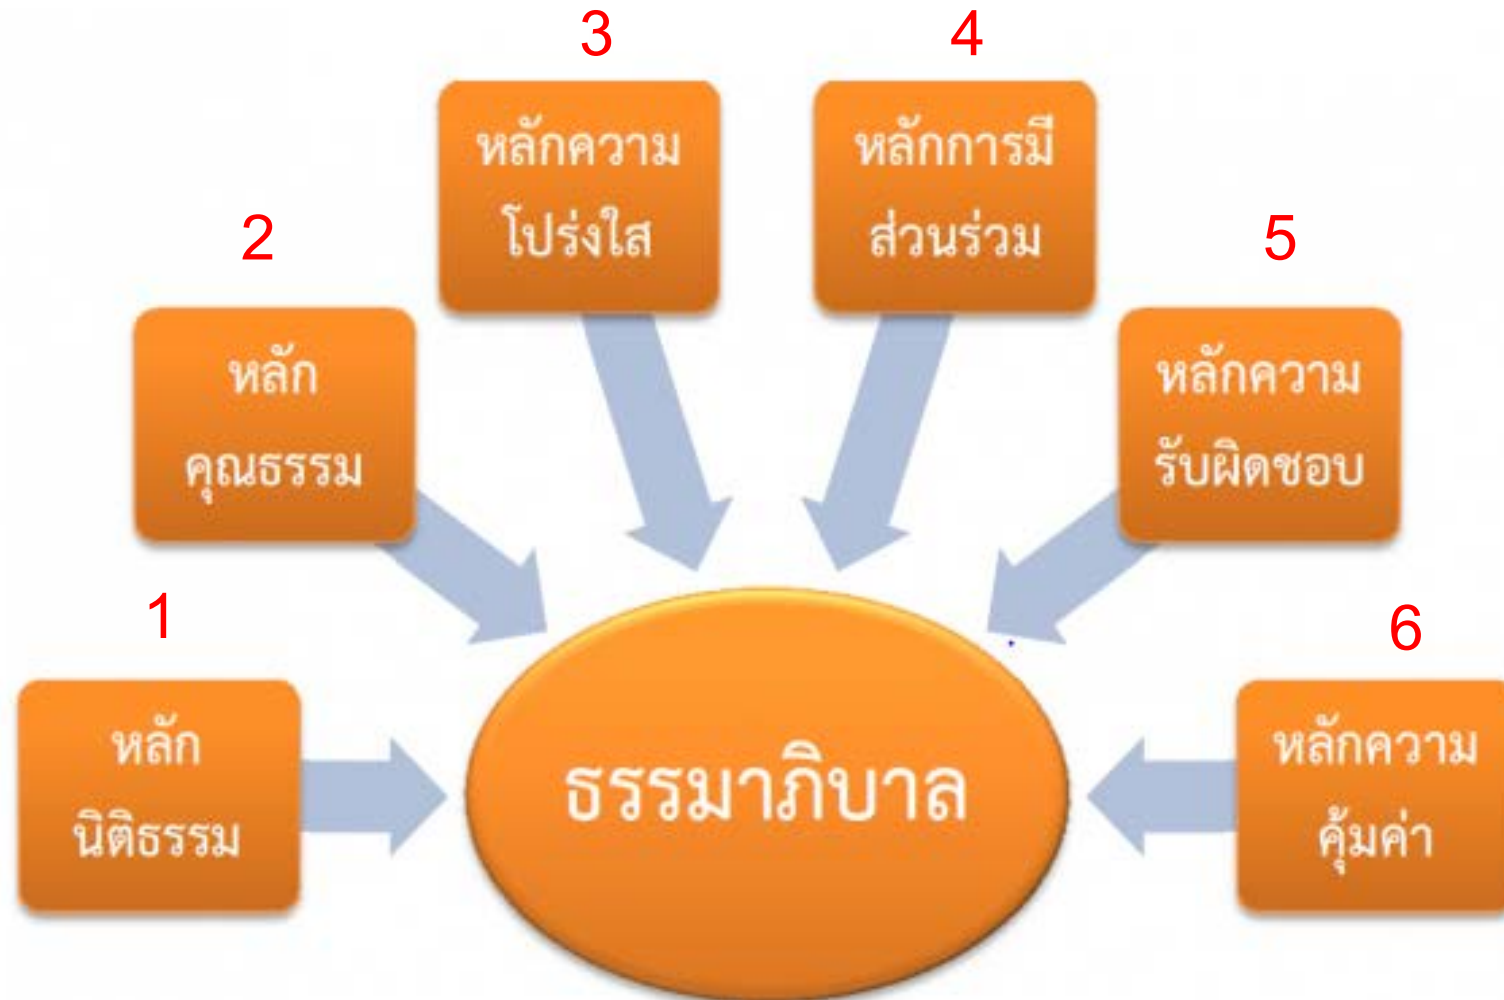 1
หลัก
นิติธรรม
2
หลัก
คุณธรรม
3
หลักความ
โปร่งใส
4
หลักการมี
ส่วนร่วม
5
หลักความ
รับผิดชอบ
6
หลักความ
คุ้มค่า
ธรรมาภิบาล